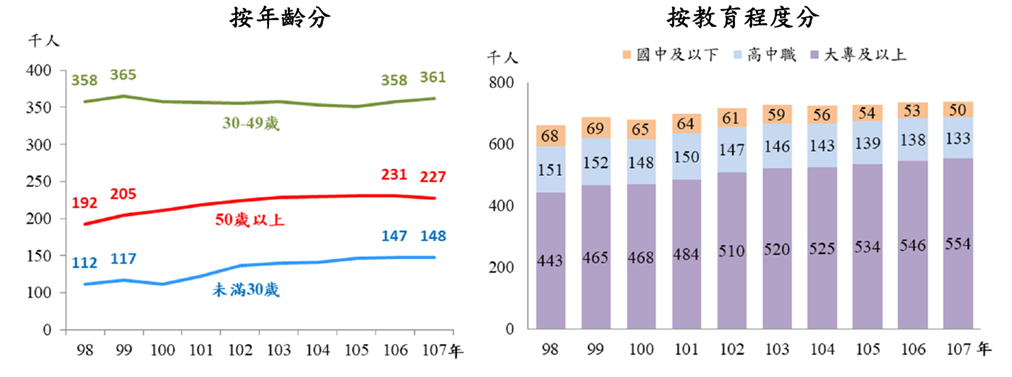 按年齡分
千人
400
350
300
250
200
150
100
50
0
358 365 358 361
30-49歲
192 205 231 227
50歲以上
112 117 147 148
未滿30歲
98 99 100 101 102 103 104 105 106 107年
按教育程度分
千人
國中及以下 高中職 大專及以上
800
600
400
200
0
68 69 65 64 61 59 56 54 53 50
151 152 148 150 147 146 143 139 138 133
443 465 468 484 510 520 525 534 546 554
98 99 100 101 102 103 104 105 106 107 年